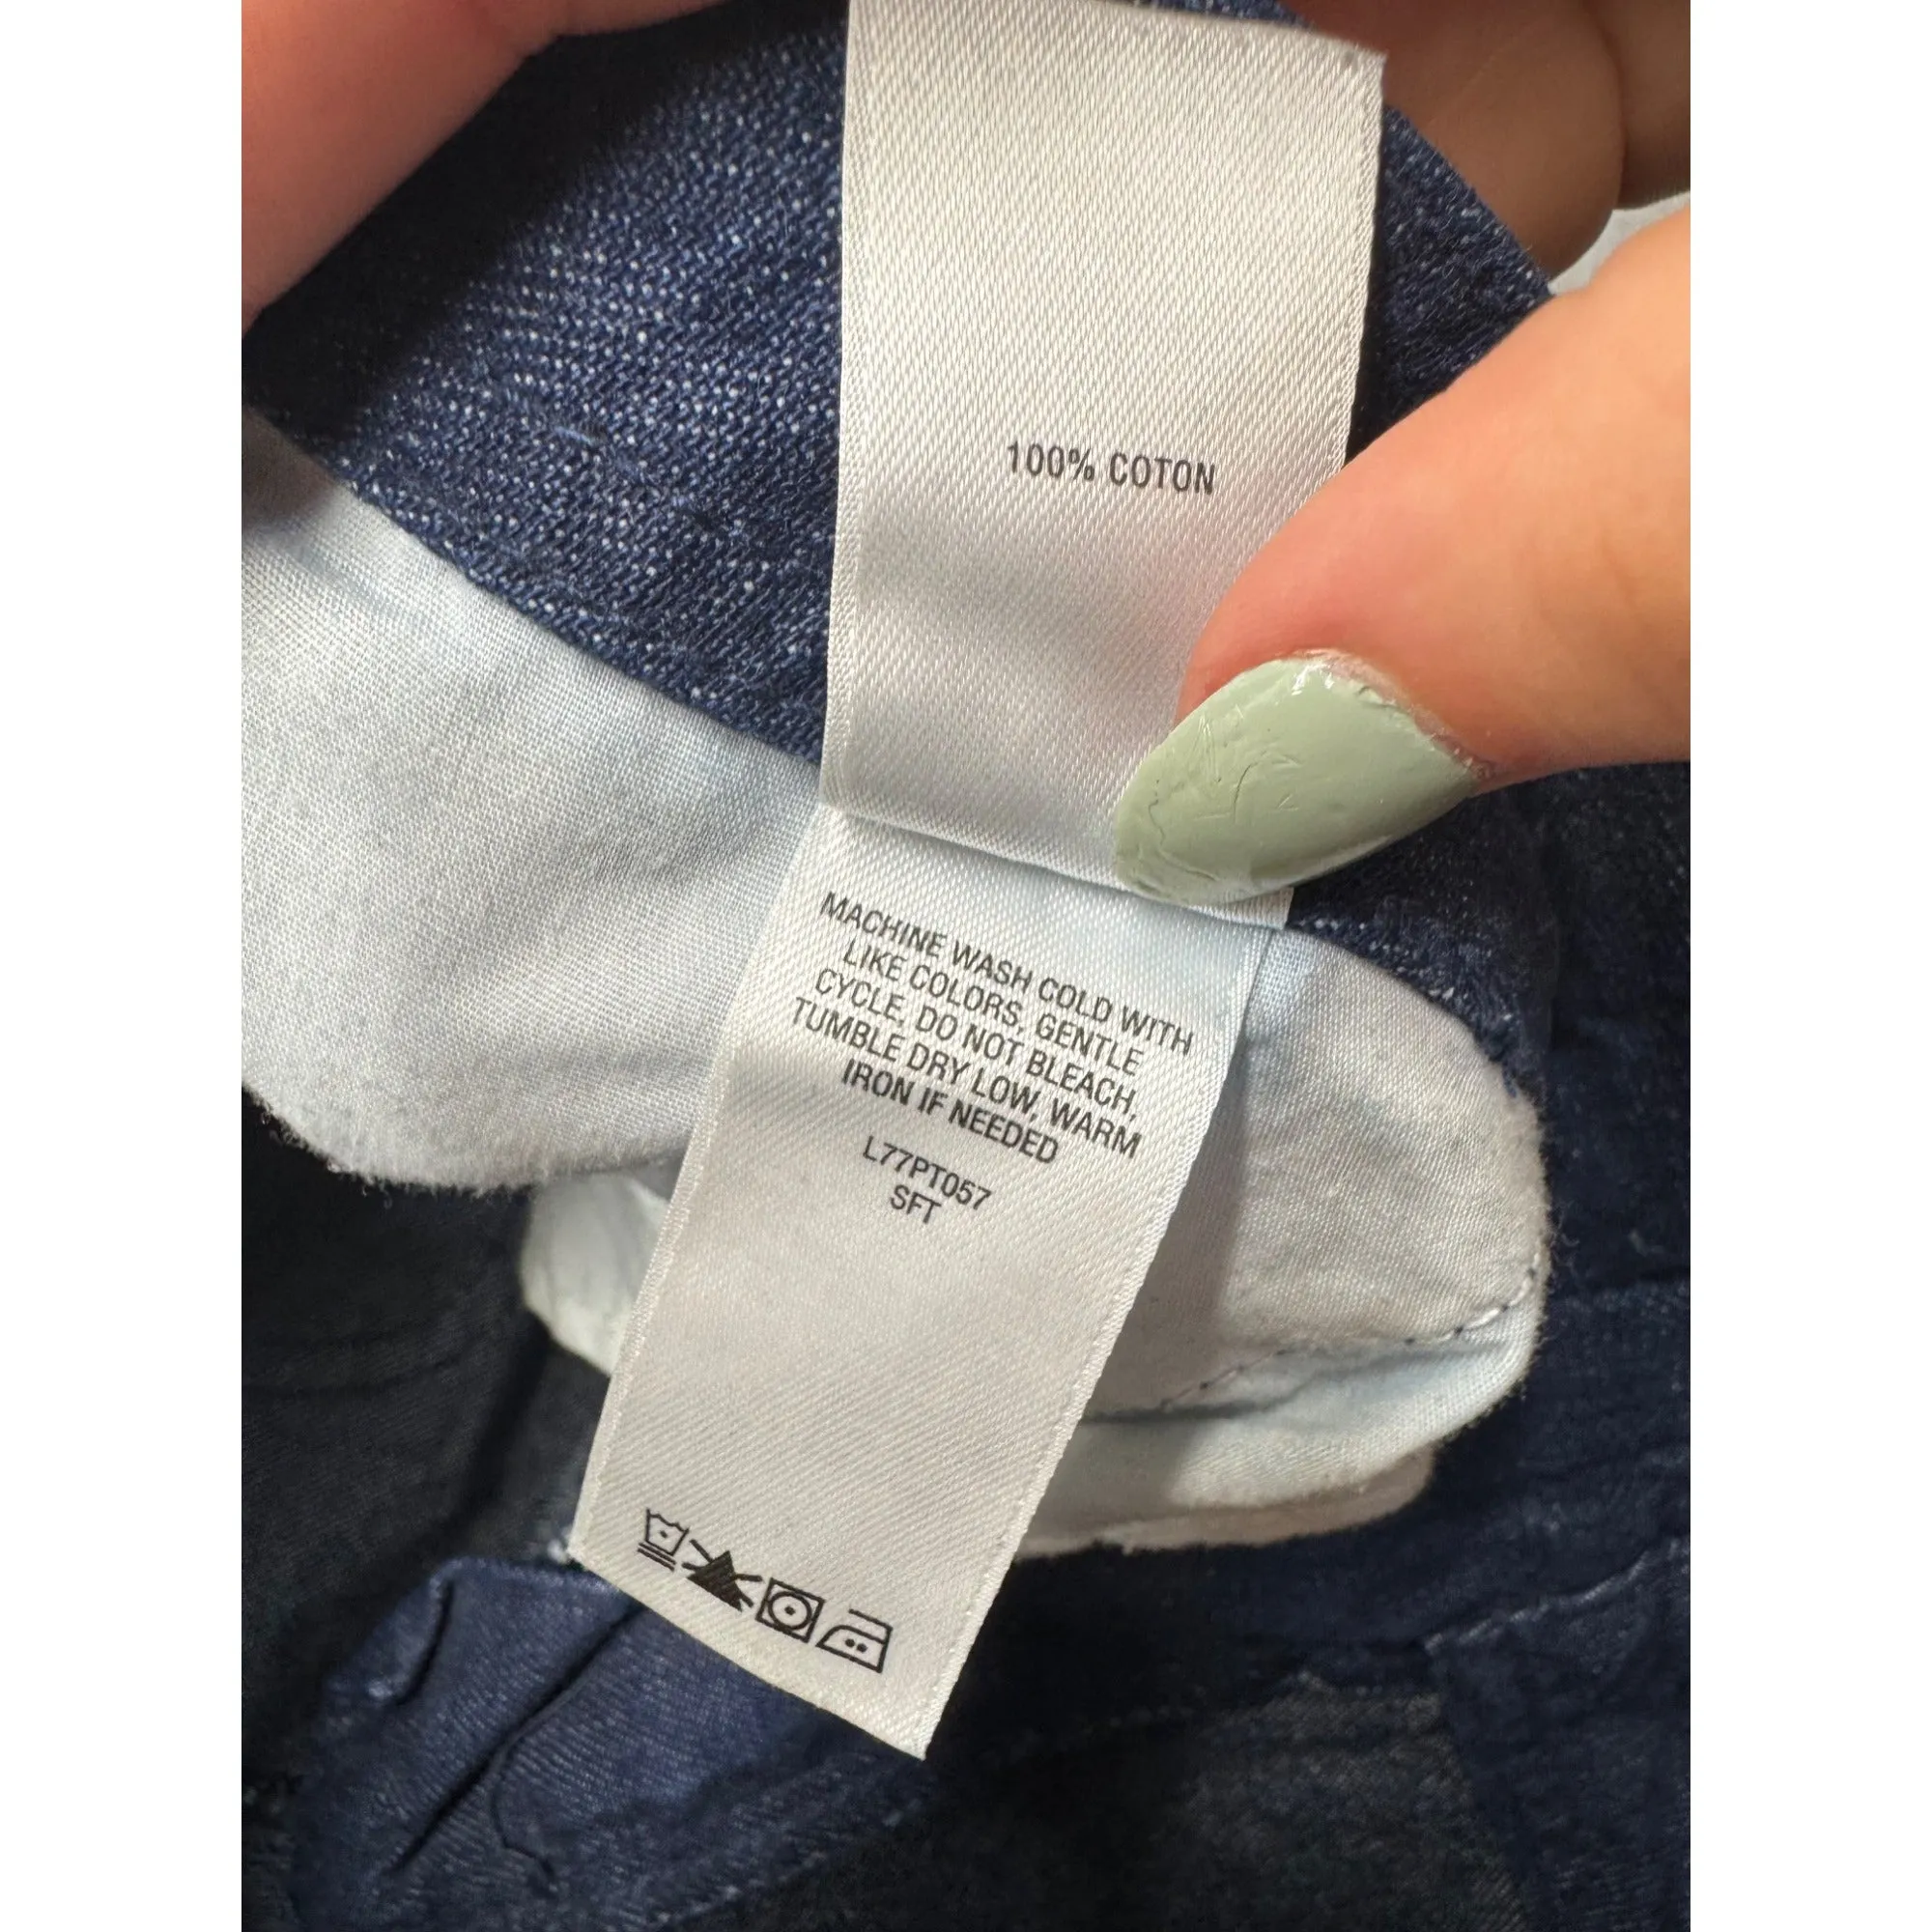 100% COTON
MACHINE WASH COLD WITH
LIKE COLORS, GENTLE
CYCLE, DO NOT BLEACH,
TUMBLE DRY LOW, WARM
IRON IF NEEDED
L77PT057
SFT